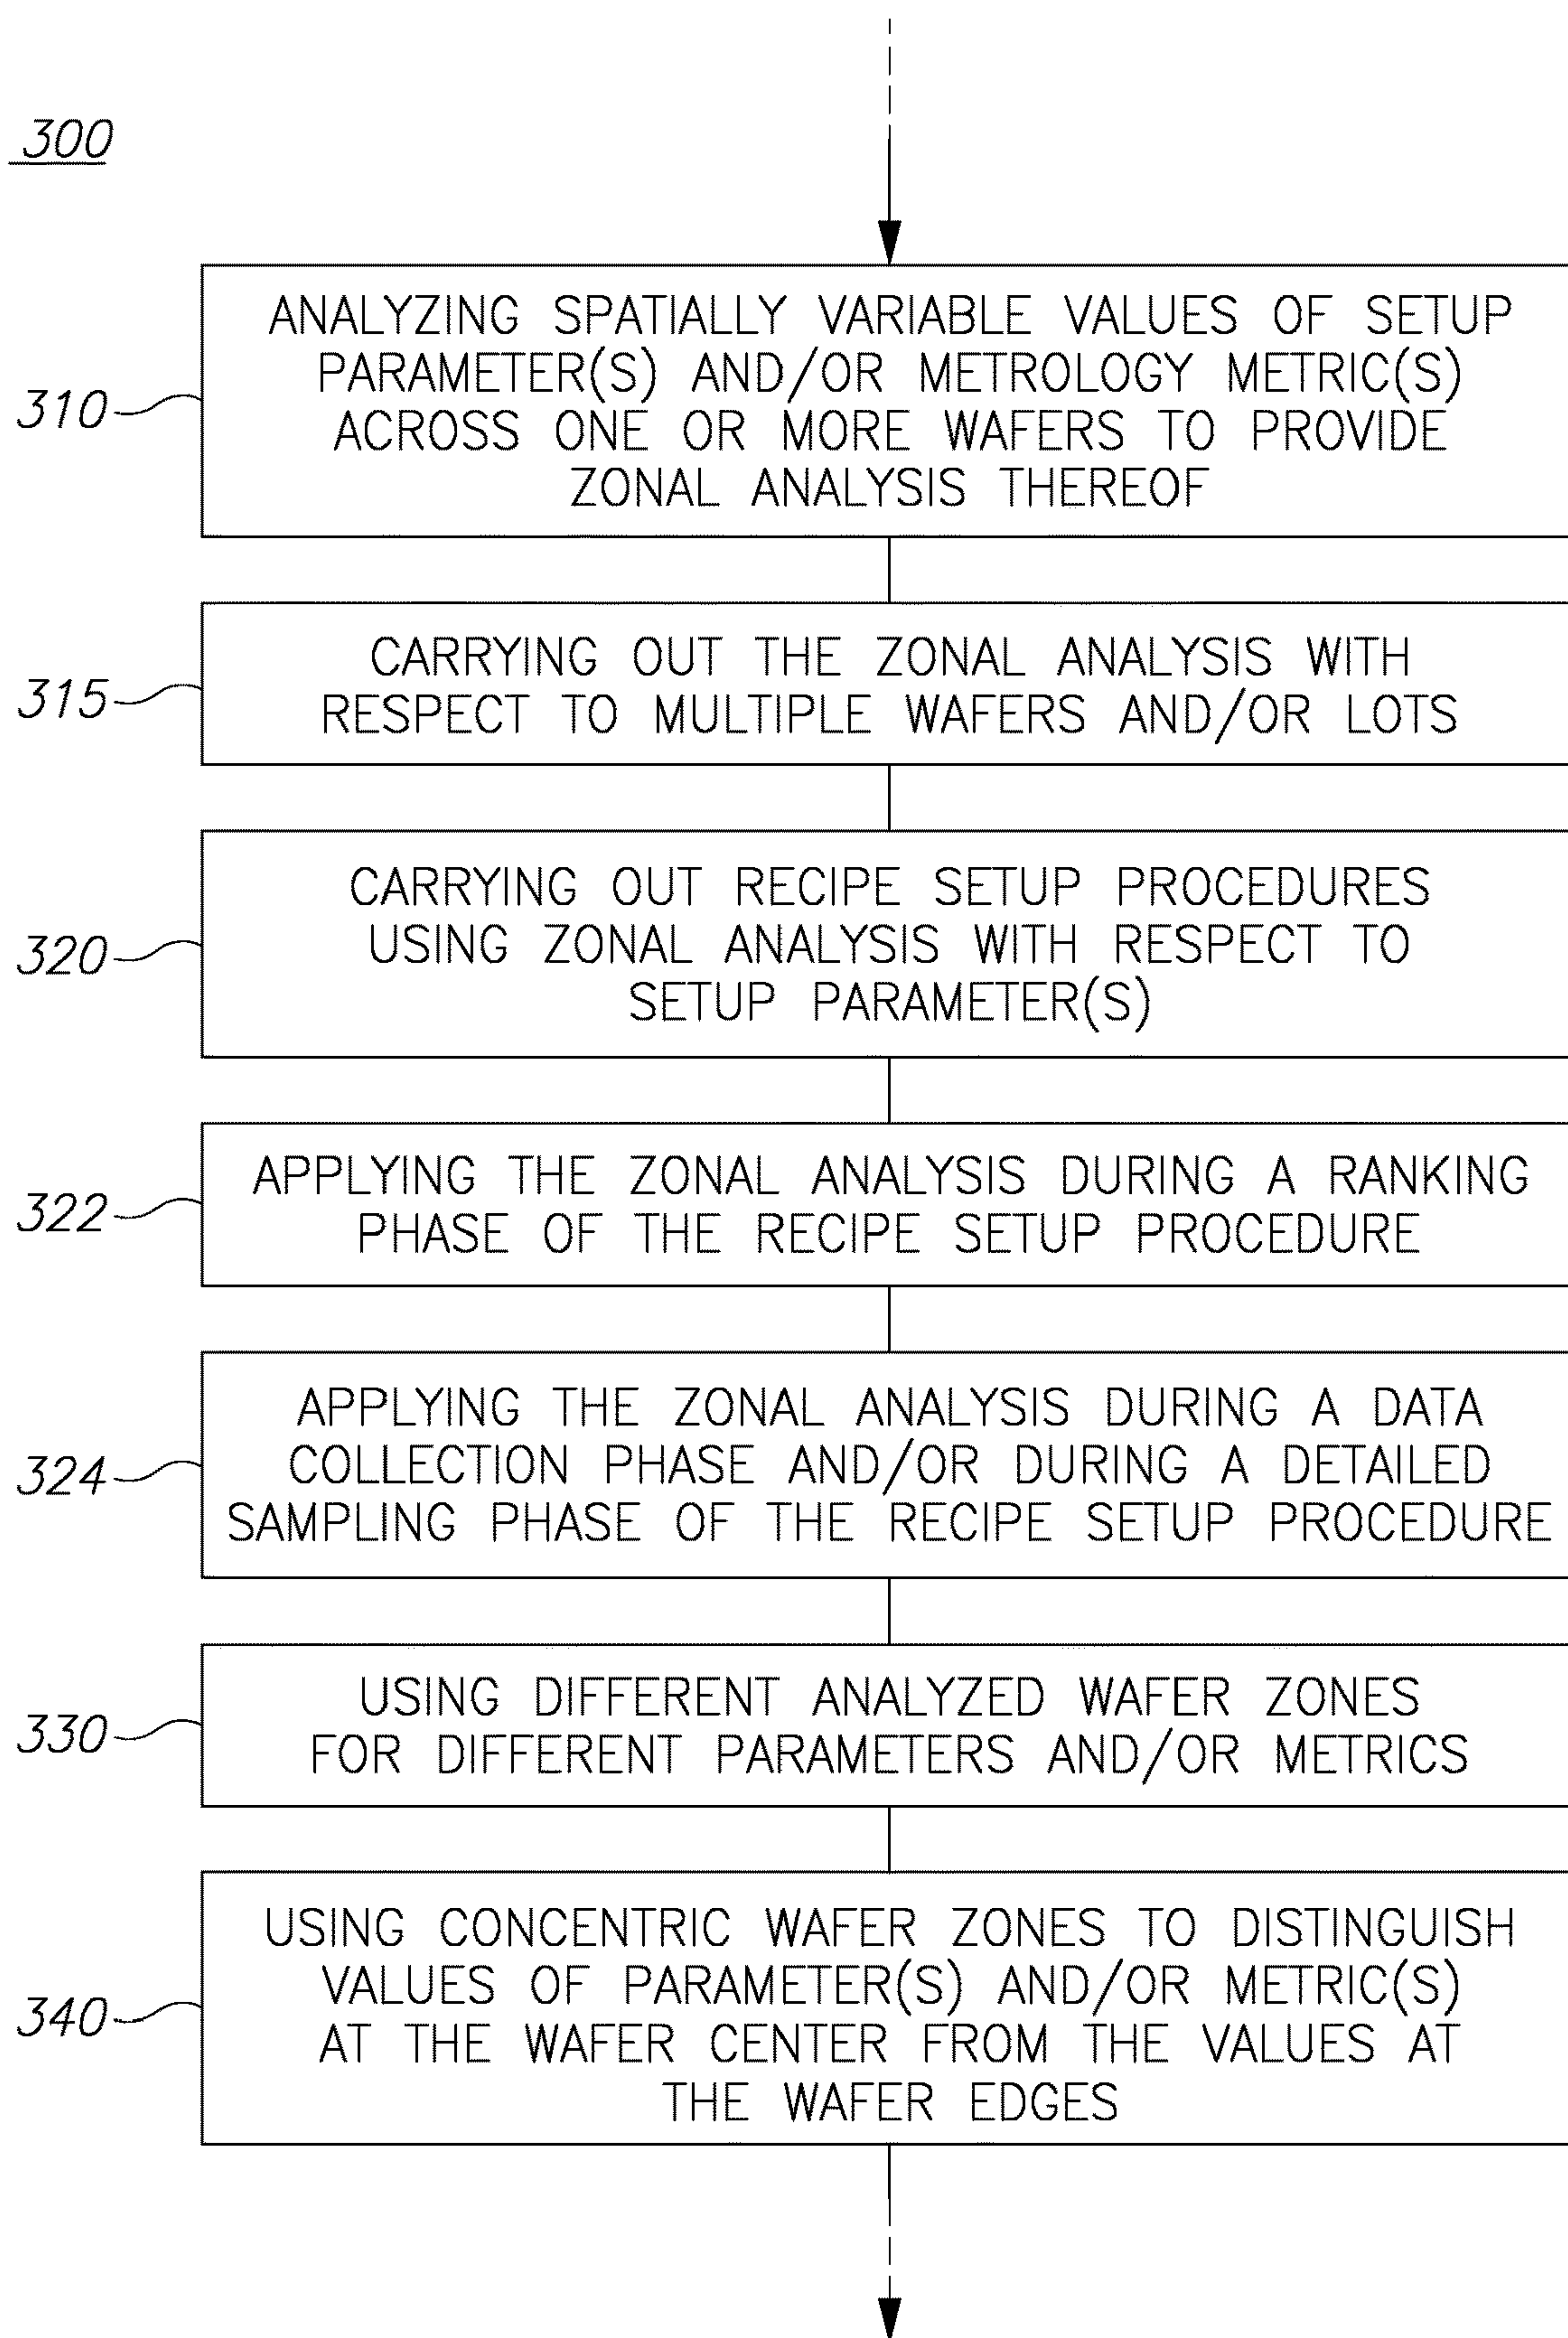 300
310
ANALYZING SPATIALLY VARIABLE VALUES OF SETUP
PARAMETER(S) AND/OR METROLOGY METRIC(S)
ACROSS ONE OR MORE WAFERS TO PROVIDE
ZONAL ANALYSIS THEREOF
315
CARRYING OUT THE ZONAL ANALYSIS WITH
RESPECT TO MULTIPLE WAFERS AND/OR LOTS
320
CARRYING OUT RECIPE SETUP PROCEDURES
USING ZONAL ANALYSIS WITH RESPECT TO
SETUP PARAMETER(S)
322
APPLYING THE ZONAL ANALYSIS DURING A RANKING
PHASE OF THE RECIPE SETUP PROCEDURE
324
APPLYING THE ZONAL ANALYSIS DURING A DATA
COLLECTION PHASE AND/OR DURING A DETAILED
SAMPLING PHASE OF THE RECIPE SETUP PROCEDURE
330
USING DIFFERENT ANALYZED WAFER ZONES
FOR DIFFERENT PARAMETERS AND/OR METRICS
340
USING CONCENTRIC WAFER ZONES TO DISTINGUISH
VALUES OF PARAMETER(S) AND/OR METRIC(S)
AT THE WAFER CENTER FROM THE VALUES AT
THE WAFER EDGES